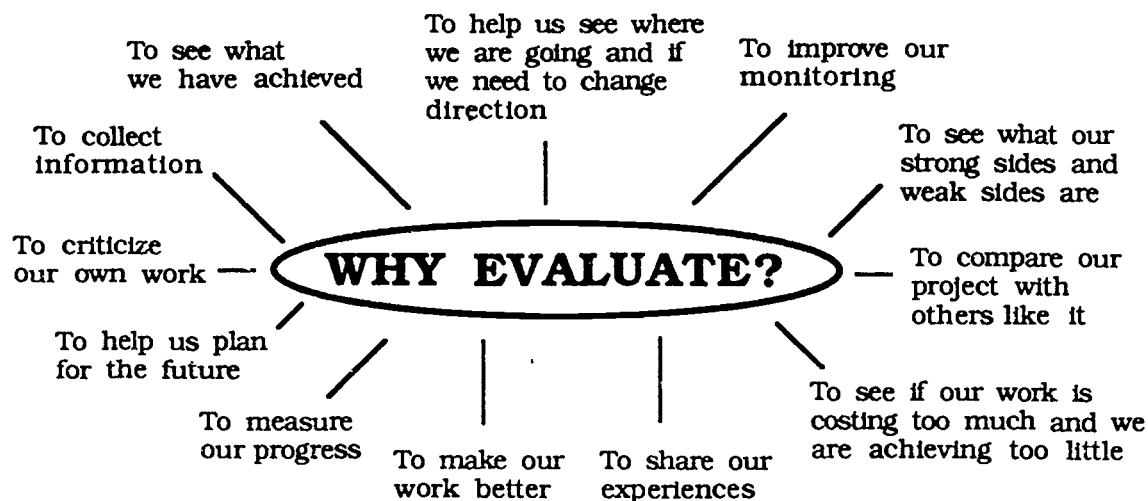 To see what
we have achieved
To help us see where
we are going and if
we need to change
direction
To improve our
monitoring
To collect
information
To see what our
strong sides and
weak sides are
To criticize
our own work
WHY EVALUATE?
To compare our
project with
others like it
To help us plan
for the future
To measure
our progress
To make our
work better
To share our
experiences
To see if our work is
costing too much and we
are achieving too little